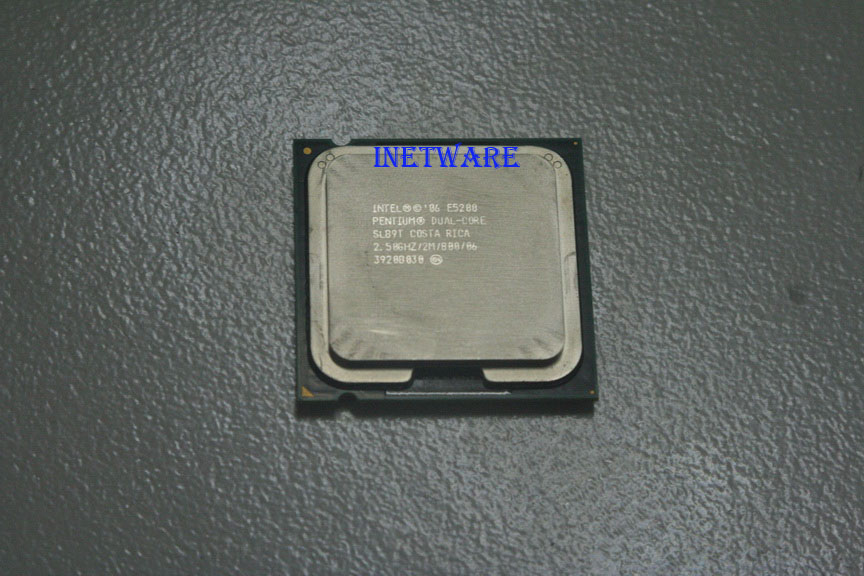 INETWARE
INTEL®©'06 E5200
PENTIUM® DUAL-CORE
SLB9T COSTA RICA
2.50GHZ/2M/800/06
3920B030